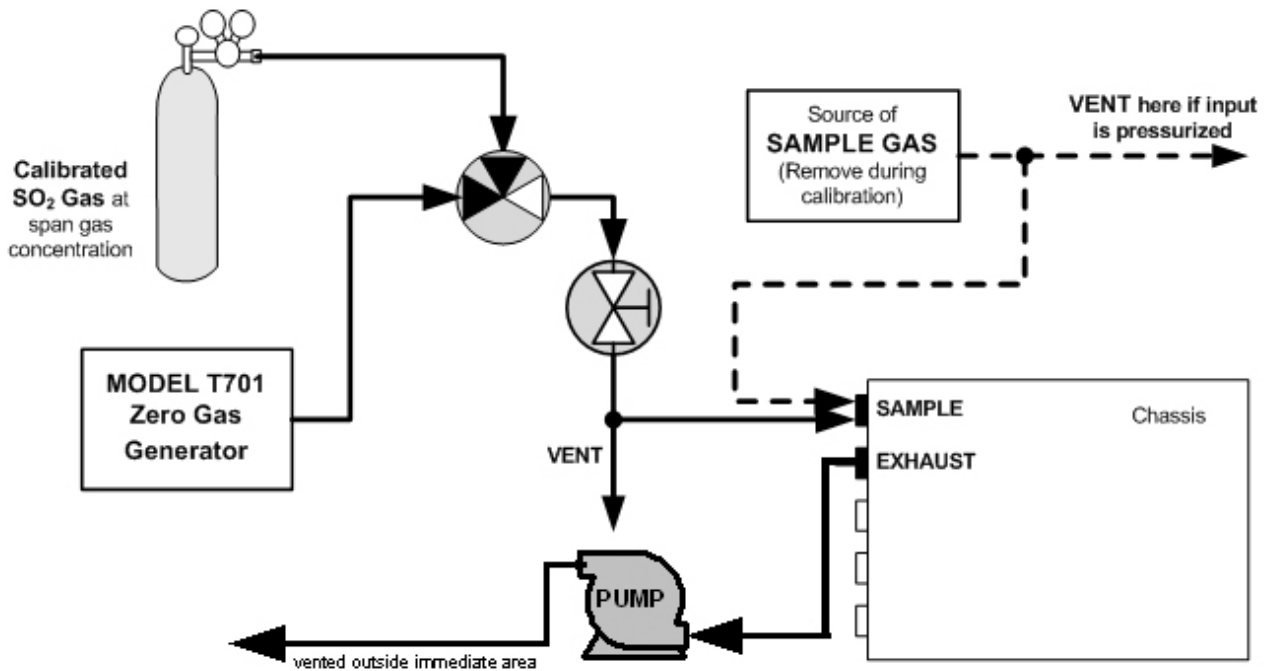 Calibrated
SO₂ Gas at
span gas
concentration
MODEL T701
Zero Gas
Generator
Source of
SAMPLE GAS
(Remove during
calibration)
VENT here if input
is pressurized
SAMPLE
Chassis
EXHAUST
VENT
PUMP
vented outside immediate area